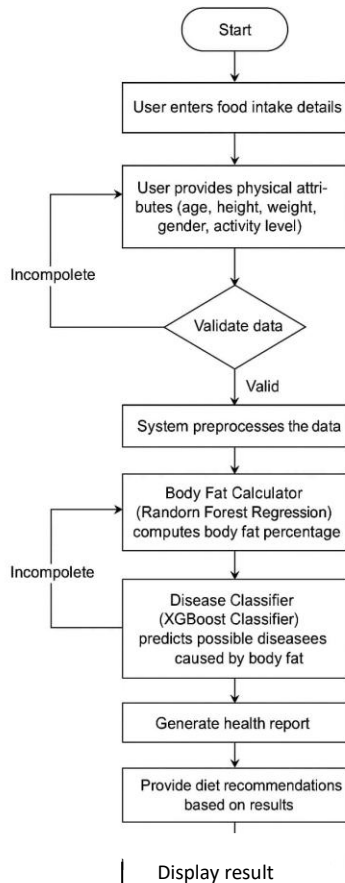 Start
User enters food intake details
User provides physical attri-
butes (age, height, weight,
gender, activity level)
Incompolete
Validate data
Valid
System preprocesses the data
Body Fat Calculator
(Randorn Forest Regression)
computes body fat percentage
Incompolete
Disease Classifier
(XGBoost Classifier)
predicts possible diseasees
caused by body fat
Generate health report
Provide diet recommendations
based on results
Display result